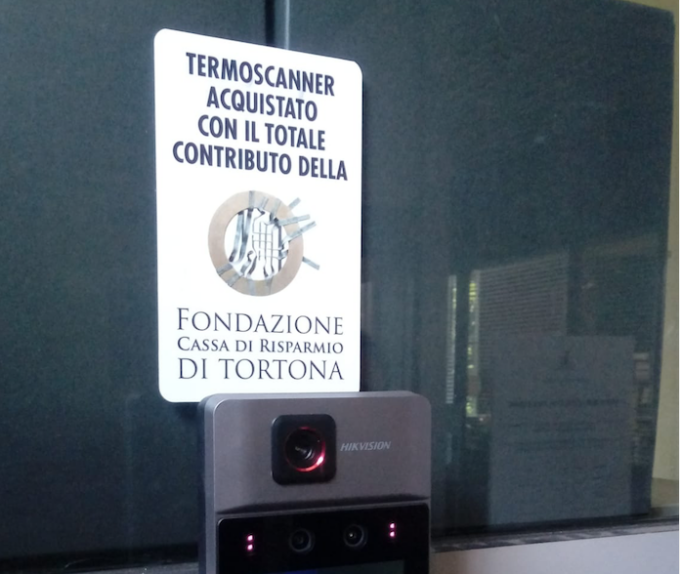 TERMOSCANNER
ACQUISTATO
CON IL TOTALE
CONTRIBUTO DELLA
FONDAZIONE
CASSA DI RISPARMIO
DI TORTONA
HIKVISION